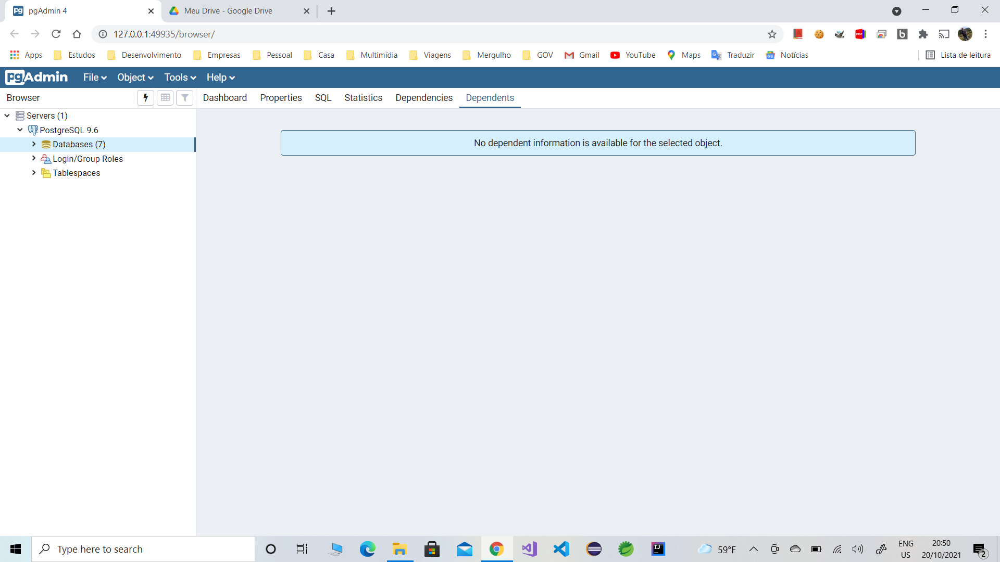 pgAdmin 4
Meu Drive - Google Drive
127.0.0.1:49935/browser/
Apps Estudos Desenvolvimento Empresas Pessoal Casa Multimídia Viagens Mergulho GOV Gmail YouTube Maps Traduzir Notícias Lista de leitura
pgAdmin File Object Tools Help
Browser
Dashboard Properties SQL Statistics Dependencies Dependents
Servers (1)
PostgreSQL 9.6
Databases (7)
Login/Group Roles
Tablespaces
No dependent information is available for the selected object.
Type here to search
59°F
ENG
US
20:50
20/10/2021
2